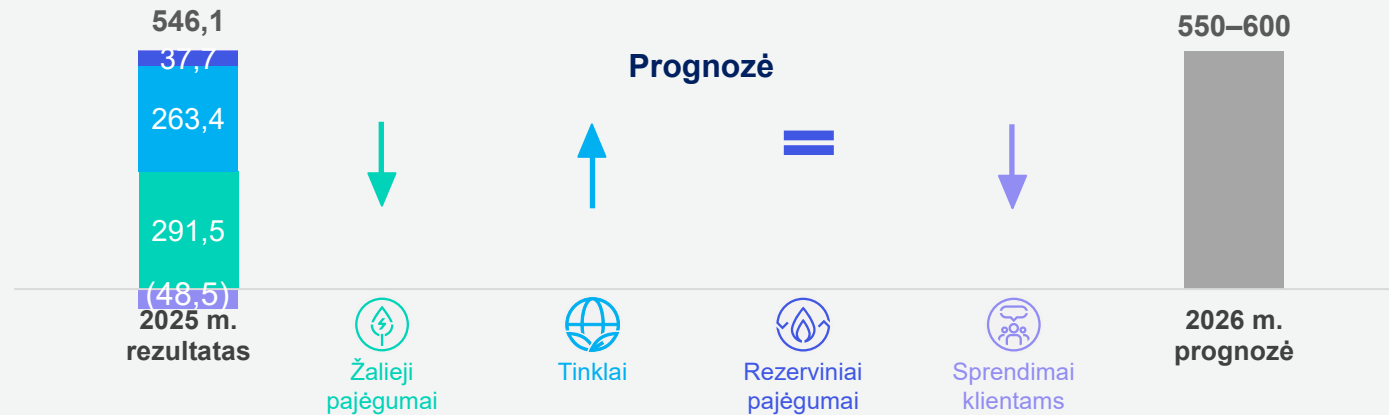 546,1
37,7
263,4
291,5
(48,5)
2025 m.
rezultatas
Prognozė
Žalieji
pajėgumai
Tinklai
Rezerviniai
pajėgumai
Sprendimai
klientams
550–600
2026 m.
prognozė